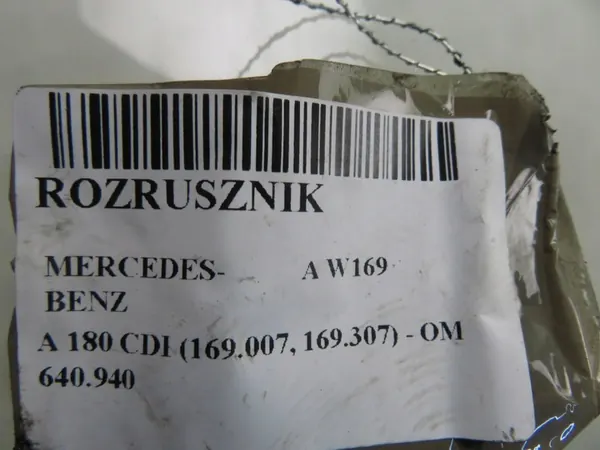 ROZRUSZNIK
MERCEDES- A W169
BENZ
A 180 CDI (169.007, 169.307) - OM
640.940